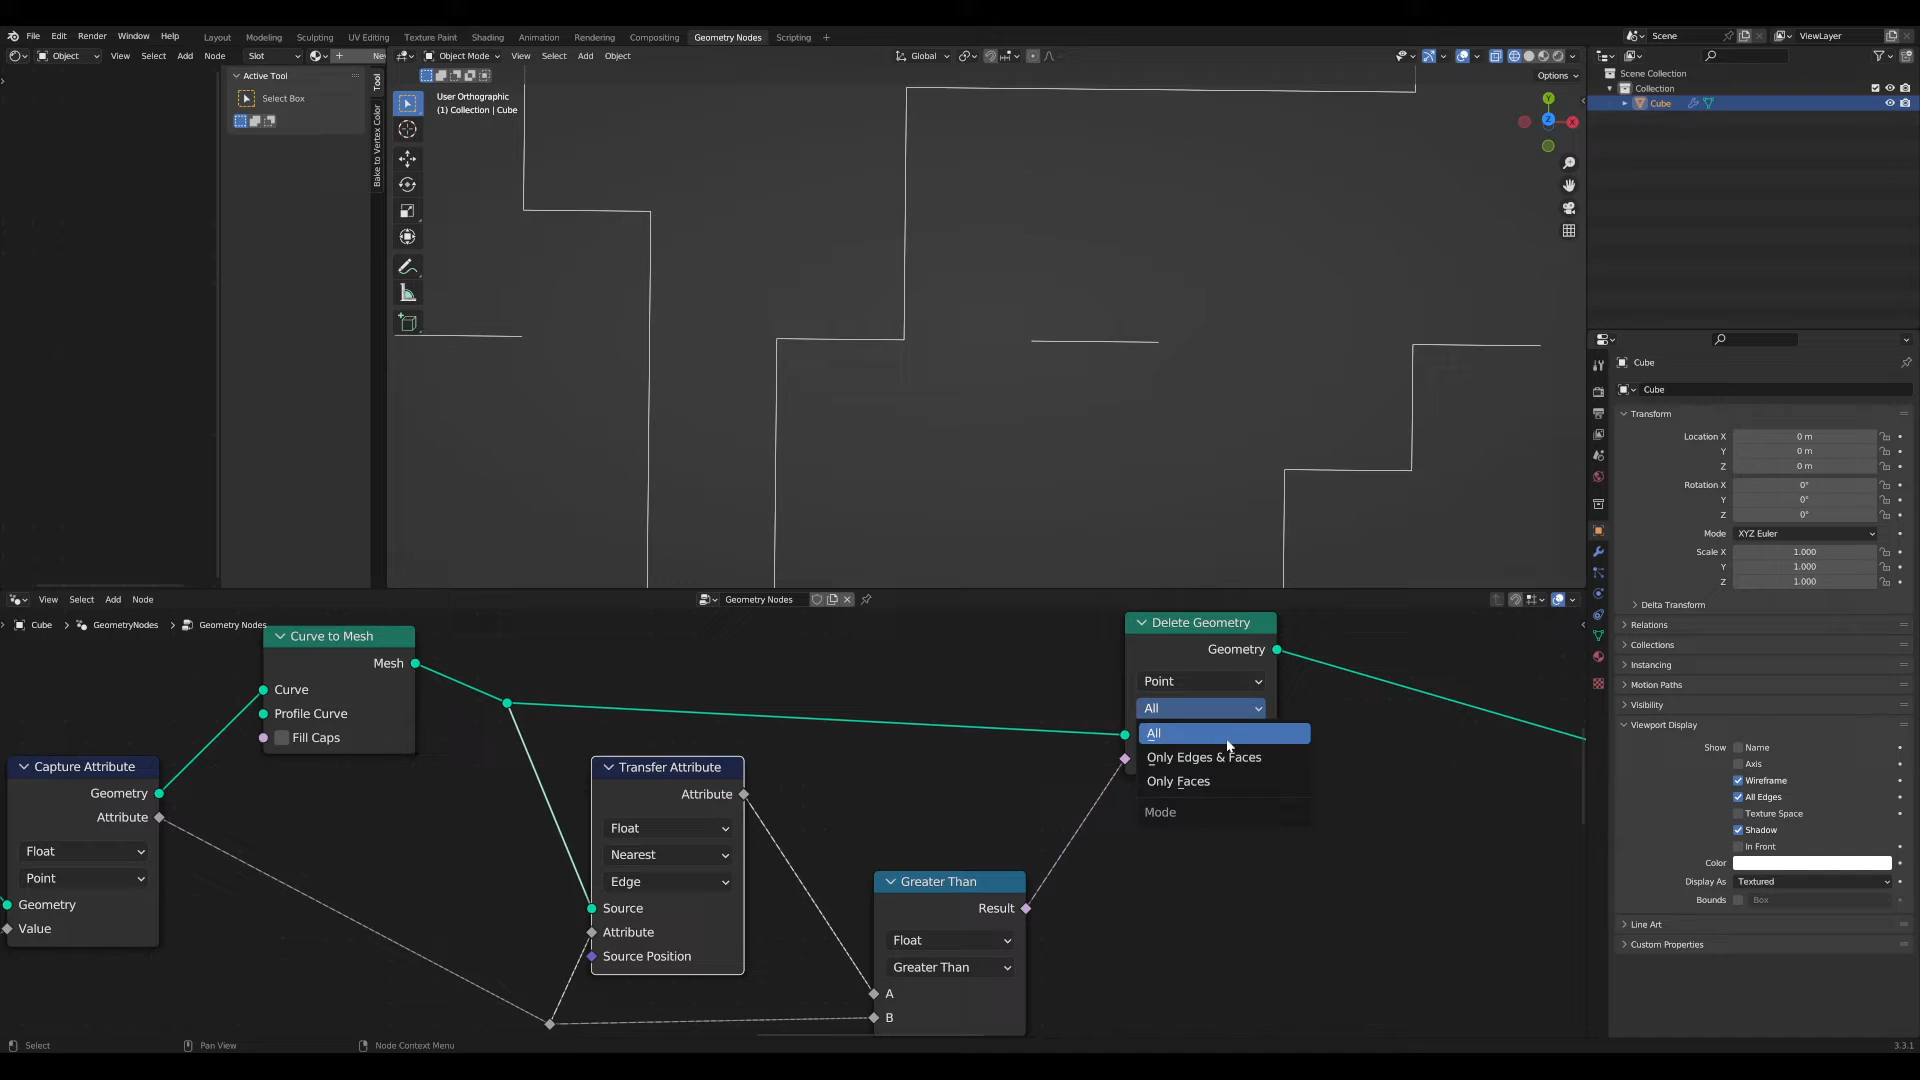 File Edit Render Window Help Layout Modeling Sculpting UV Editing Texture Paint Shading Animation Rendering Compositing Geometry Nodes Scripting + Scene ViewLayer
Object View Select Add Node Slot Object Mode View Select Add Object Global
Active Tool
Select Box
Tool
Bake to Vertex Color
Options
User Orthographic
(1) Collection | Cube
Y
Z
X
Scene Collection
Collection
Cube
Cube
Cube
Transform
Location X 0 m
Y 0 m
Z 0 m
Rotation X 0°
Y 0°
Z 0°
Mode XYZ Euler
Scale X 1.000
Y 1.000
Z 1.000
Delta Transform
Relations
Collections
Instancing
Motion Paths
Visibility
Viewport Display
Show Name
Axis
Wireframe
All Edges
Texture Space
Shadow
In Front
Color
Display As Textured
Bounds Box
Line Art
Custom Properties
View Select Add Node Geometry Nodes
Cube GeometryNodes Geometry Nodes
Curve to Mesh
Mesh
Curve
Profile Curve
Fill Caps
Capture Attribute
Geometry
Attribute
Float
Point
Geometry
Value
Transfer Attribute
Attribute
Float
Nearest
Edge
Source
Attribute
Source Position
Greater Than
Result
Float
Greater Than
A
B
Delete Geometry
Geometry
Point
All
All
Only Edges & Faces
Only Faces
Mode
Select Pan View Node Context Menu 3.3.1